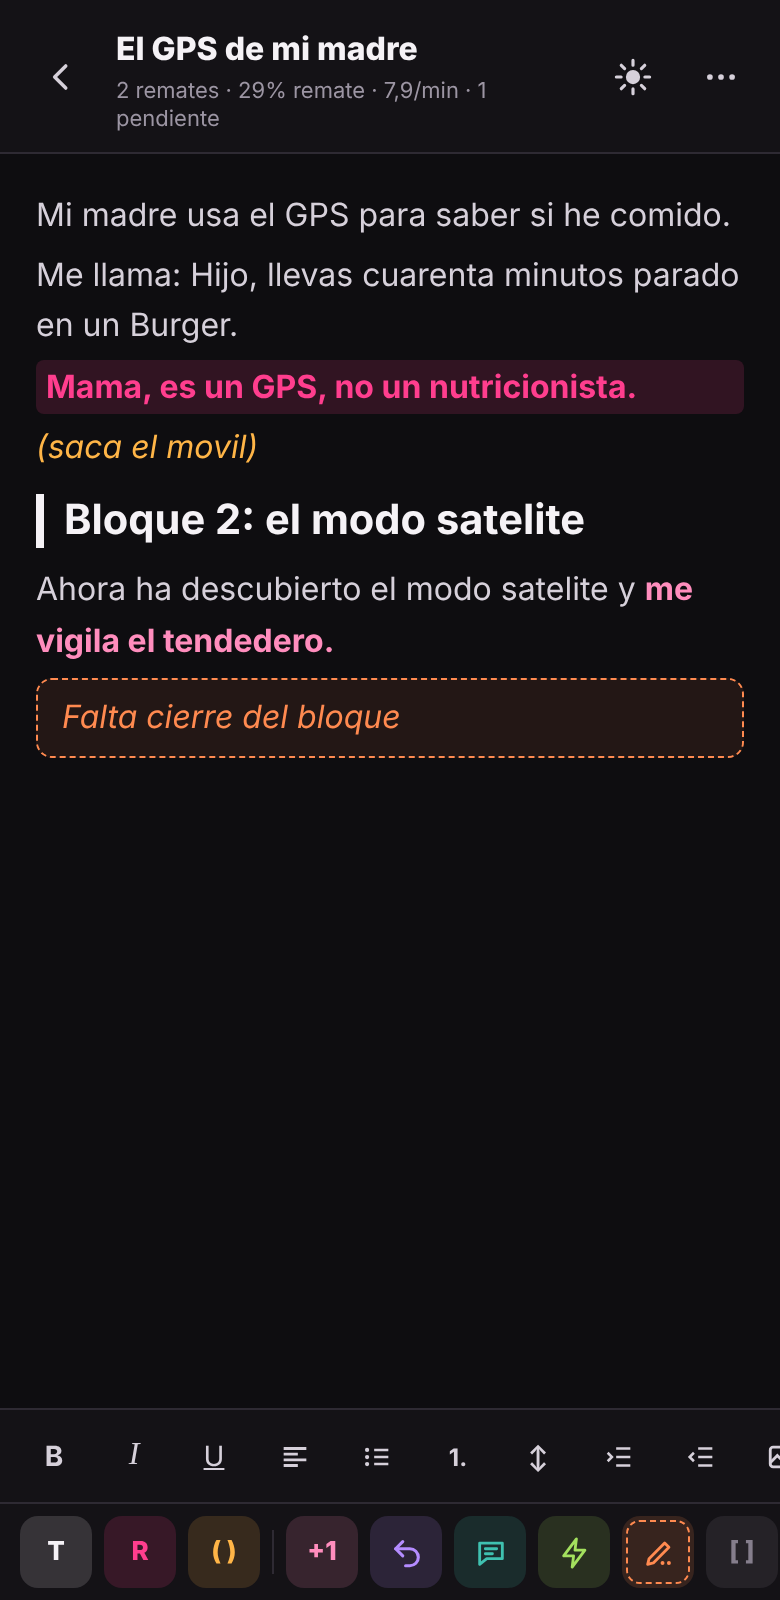 El GPS de mi madre
2 remates · 29% remate · 7,9/min · 1
pendiente
Mi madre usa el GPS para saber si he comido.
Me llama: Hijo, llevas cuarenta minutos parado
en un Burger.
Mama, es un GPS, no un nutricionista.
(saca el movil)
Bloque 2: el modo satelite
Ahora ha descubierto el modo satelite y me
vigila el tendedero.
Falta cierre del bloque
B I U 1.
T R ( ) +1 [ ]